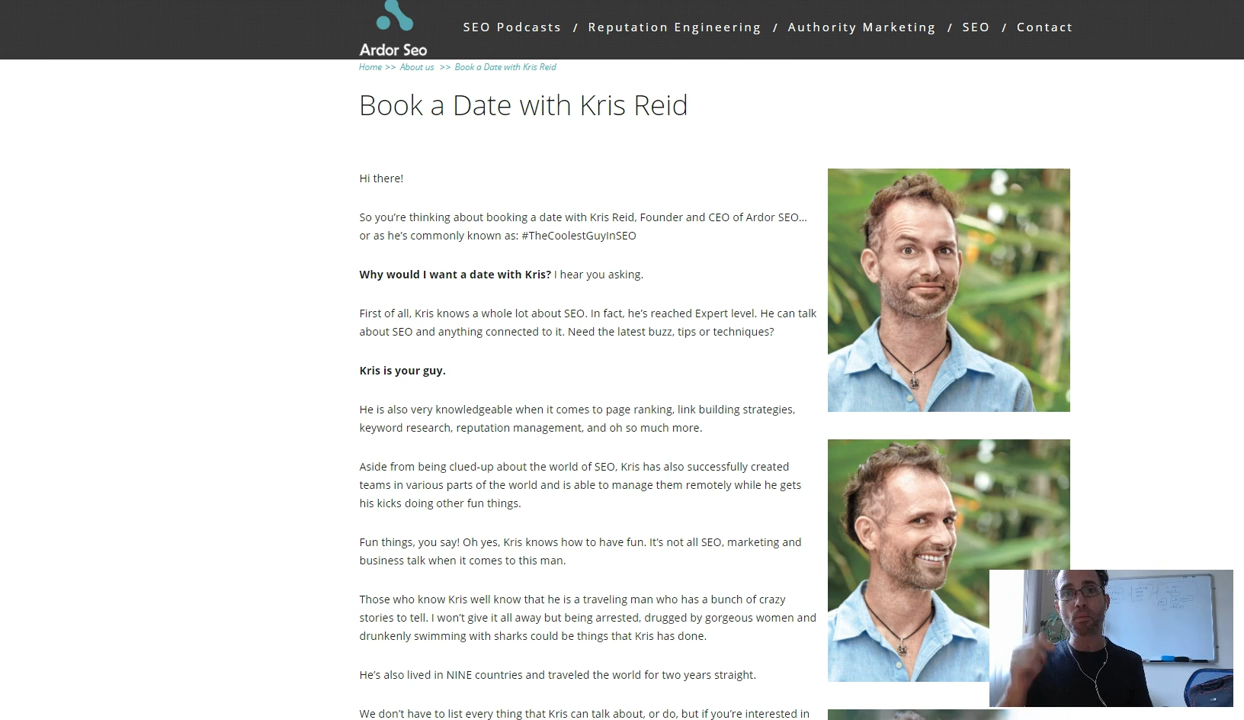 SEO Podcasts / Reputation Engineering / Authority Marketing / SEO / Contact
Ardor Seo
Home >> About us >> Book a Date with Kris Reid
Book a Date with Kris Reid
Hi there!
So you're thinking about booking a date with Kris Reid, Founder and CEO of Ardor SEO…
or as he's commonly known as: #TheCoolestGuyInSEO
Why would I want a date with Kris? I hear you asking.
First of all, Kris knows a whole lot about SEO. In fact, he's reached Expert level. He can talk
about SEO and anything connected to it. Need the latest buzz, tips or techniques?
Kris is your guy.
He is also very knowledgeable when it comes to page ranking, link building strategies,
keyword research, reputation management, and oh so much more.
Aside from being clued-up about the world of SEO, Kris has also successfully created
teams in various parts of the world and is able to manage them remotely while he gets
his kicks doing other fun things.
Fun things, you say! Oh yes, Kris knows how to have fun. It's not all SEO, marketing and
business talk when it comes to this man.
Those who know Kris well know that he is a traveling man who has a bunch of crazy
stories to tell. I won't give it all away but being arrested, drugged by gorgeous women and
drunkenly swimming with sharks could be things that Kris has done.
He's also lived in NINE countries and traveled the world for two years straight.
We don't have to list every thing that Kris can talk about, or do, but if you're interested in